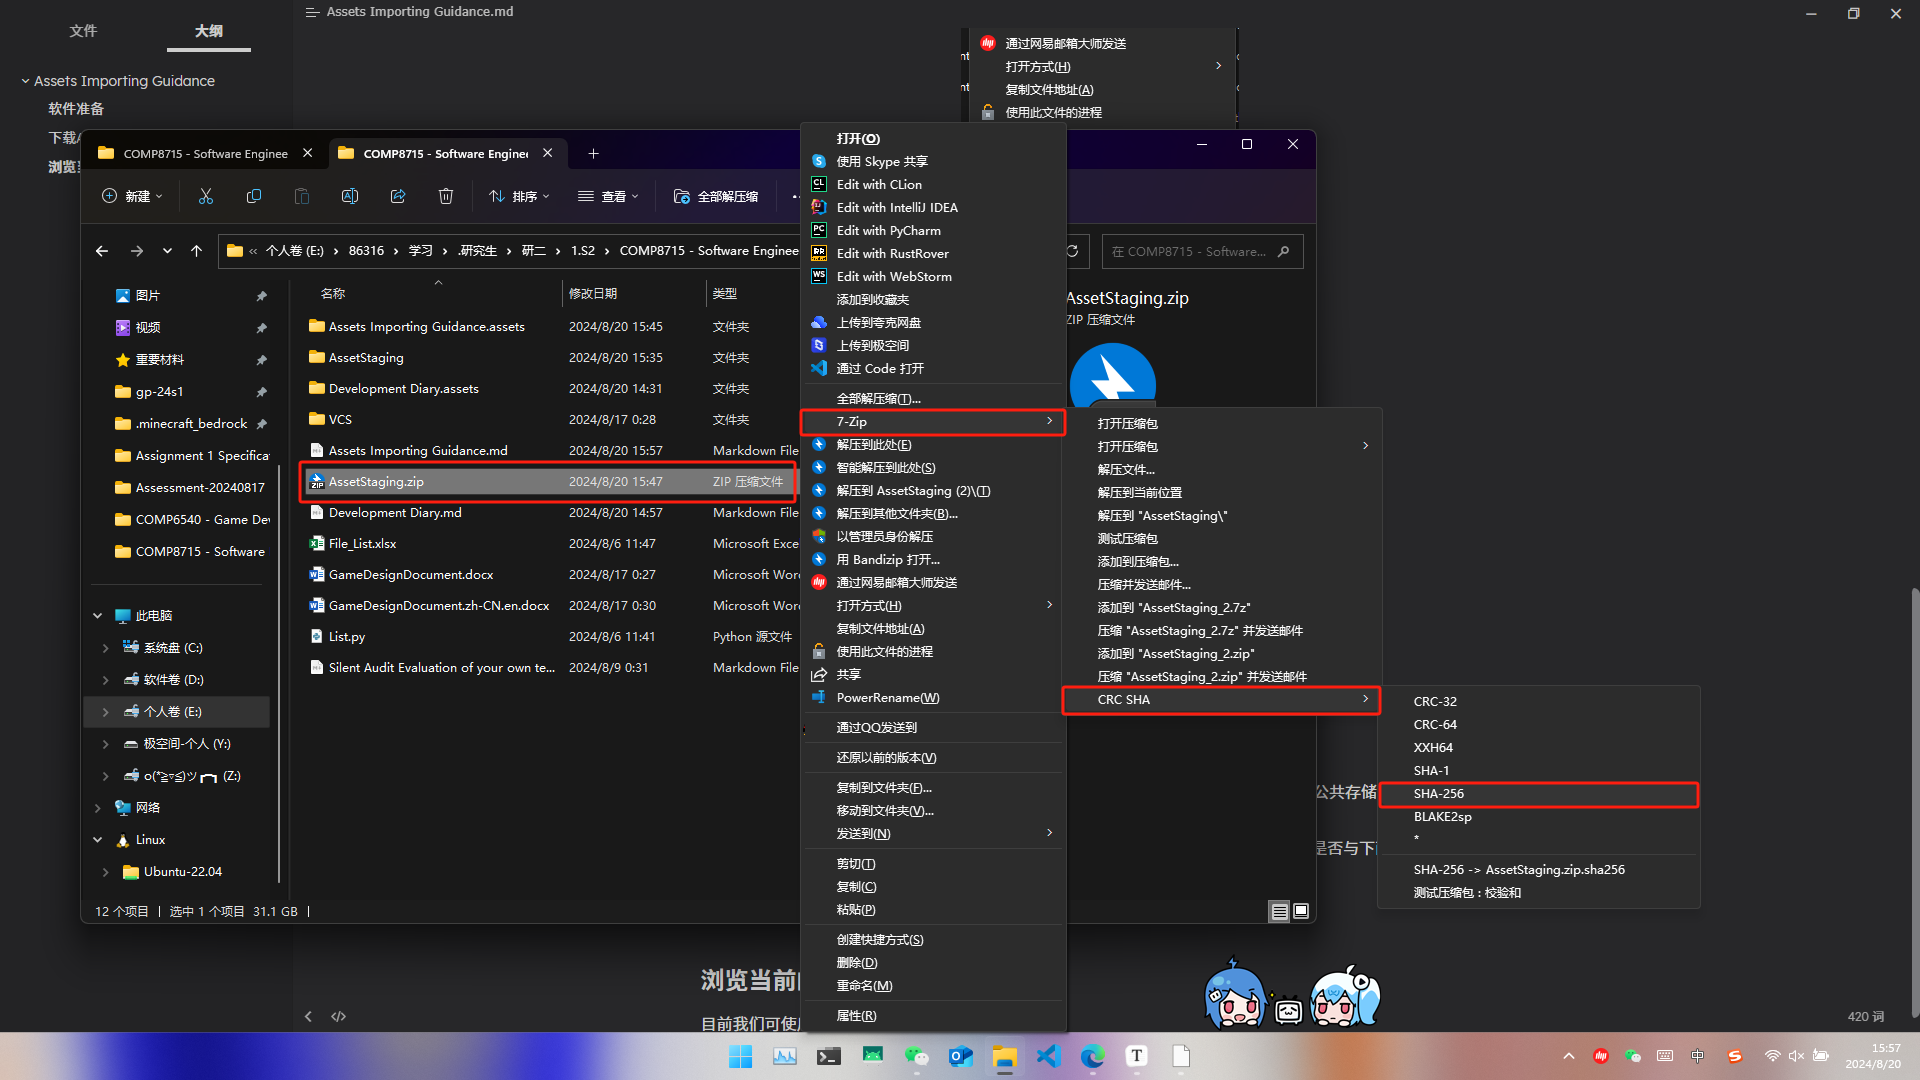 文件
大纲
Assets Importing Guidance.md
Assets Importing Guidance
软件准备
下载
浏览当
通过网易邮箱大师发送
打开方式(H)
复制文件地址(A)
使用此文件的进程
COMP8715 - Software Enginee
COMP8715 - Software Enginee
新建
排序
查看
全部解压缩
个人卷 (E:) › 86316 › 学习 › .研究生 › 研二 › 1.S2 › COMP8715 - Software Enginee
在 COMP8715 - Software...
图片
视频
重要材料
gp-24s1
.minecraft_bedrock
Assignment 1 Specifica
Assessment-20240817
COMP6540 - Game De
COMP8715 - Software
此电脑
系统盘 (C:)
软件卷 (D:)
个人卷 (E:)
极空间-个人 (Y:)
o(*≧▽≦)ツ┏━┓ (Z:)
网络
Linux
Ubuntu-22.04
名称 修改日期 类型
Assets Importing Guidance.assets 2024/8/20 15:45 文件夹
AssetStaging 2024/8/20 15:35 文件夹
Development Diary.assets 2024/8/20 14:31 文件夹
VCS 2024/8/17 0:28 文件夹
Assets Importing Guidance.md 2024/8/20 15:57 Markdown File
AssetStaging.zip 2024/8/20 15:47 ZIP 压缩文件
Development Diary.md 2024/8/20 14:57 Markdown File
File_List.xlsx 2024/8/6 11:47 Microsoft Exce
GameDesignDocument.docx 2024/8/17 0:27 Microsoft Word
GameDesignDocument.zh-CN.en.docx 2024/8/17 0:30 Microsoft Word
List.py 2024/8/6 11:41 Python 源文件
Silent Audit Evaluation of your own te... 2024/8/9 0:31 Markdown File
12 个项目 选中 1 个项目 31.1 GB
AssetStaging.zip
ZIP 压缩文件
打开(O)
使用 Skype 共享
Edit with CLion
Edit with IntelliJ IDEA
Edit with PyCharm
Edit with RustRover
Edit with WebStorm
添加到收藏夹
上传到夸克网盘
上传到极空间
通过 Code 打开
全部解压缩(T)...
7-Zip
解压到此处(E)
智能解压到此处(S)
解压到 AssetStaging (2)\(T)
解压到其他文件夹(B)...
以管理员身份解压
用 Bandizip 打开...
通过网易邮箱大师发送
打开方式(H)
复制文件地址(A)
使用此文件的进程
共享
PowerRename(W)
通过QQ发送到
还原以前的版本(V)
复制到文件夹(F)...
移动到文件夹(V)...
发送到(N)
剪切(T)
复制(C)
粘贴(P)
创建快捷方式(S)
删除(D)
重命名(M)
属性(R)
打开压缩包
打开压缩包
解压文件...
解压到当前位置
解压到 "AssetStaging\"
测试压缩包
添加到压缩包...
压缩并发送邮件...
添加到 "AssetStaging_2.7z"
压缩 "AssetStaging_2.7z" 并发送邮件
添加到 "AssetStaging_2.zip"
压缩 "AssetStaging_2.zip" 并发送邮件
CRC SHA
CRC-32
CRC-64
XXH64
SHA-1
SHA-256
BLAKE2sp
*
SHA-256 -> AssetStaging.zip.sha256
测试压缩包 : 校验和
公共存储
是否与下
浏览当前
目前我们可使
420 词
中
15:57
2024/8/20